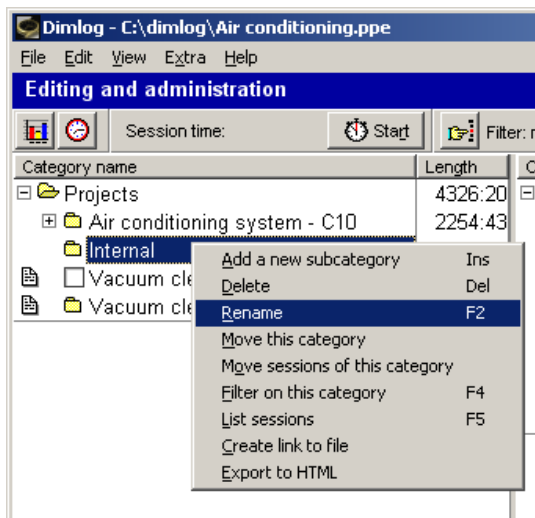 Dimlog - C:\dimlog\Air conditioning.ppe
File Edit View Extra Help
Editing and administration
Session time: Start Filter:
Category name Length
Projects 4326:20
Air conditioning system - C10 2254:43
Internal
Vacuum cle
Vacuum cle
Add a new subcategory Ins
Delete Del
Rename F2
Move this category
Move sessions of this category
Filter on this category F4
List sessions F5
Create link to file
Export to HTML